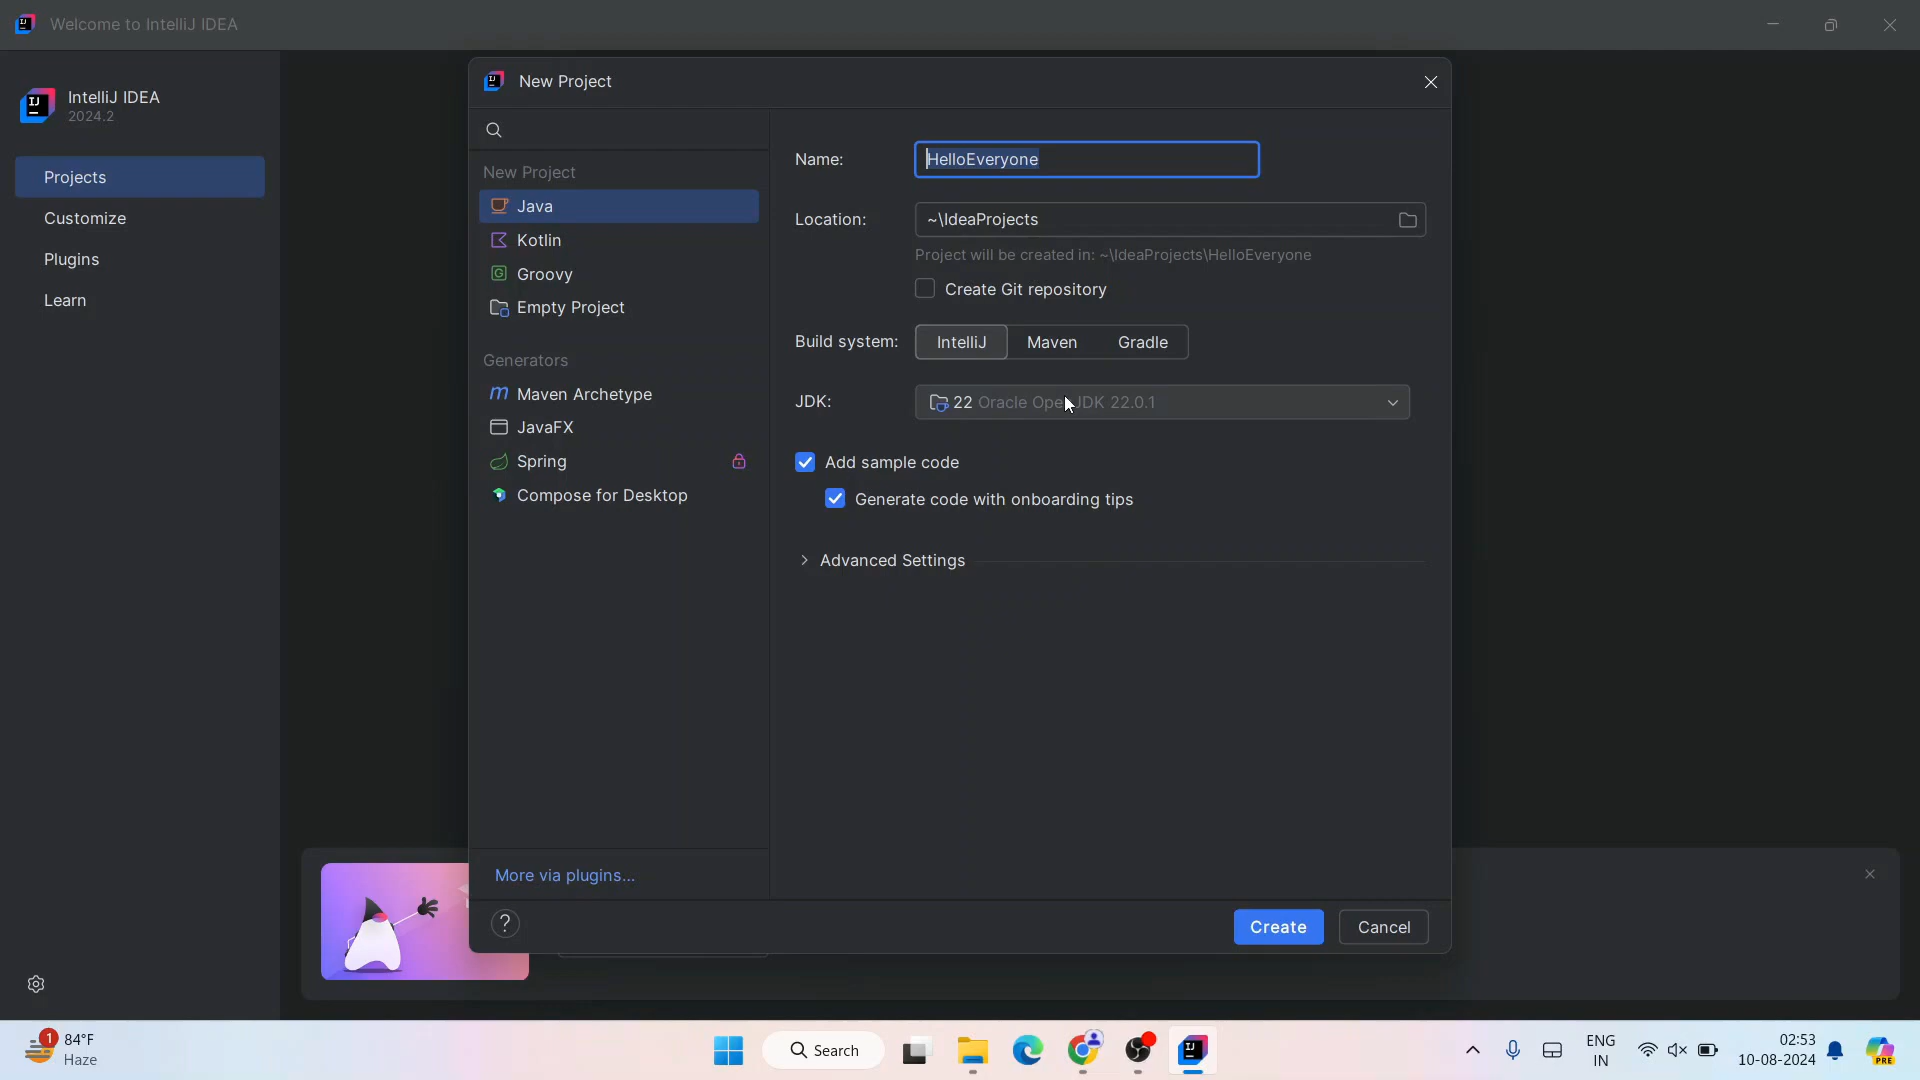 Welcome to IntelliJ IDEA
IntelliJ IDEA
2024.2
Projects
Customize
Plugins
Learn
New Project
New Project
Java
Kotlin
Groovy
Empty Project
Generators
Maven Archetype
JavaFX
Spring
Compose for Desktop
More via plugins...
Name: HelloEveryone
Location: ~\IdeaProjects
Project will be created in: ~\IdeaProjects\HelloEveryone
Create Git repository
Build system: IntelliJ Maven Gradle
JDK: 22 Oracle OpenJDK 22.0.1
Add sample code
Generate code with onboarding tips
Advanced Settings
? Create Cancel
1 84°F
Haze
Search
ENG
IN
02:53
10-08-2024
PRE